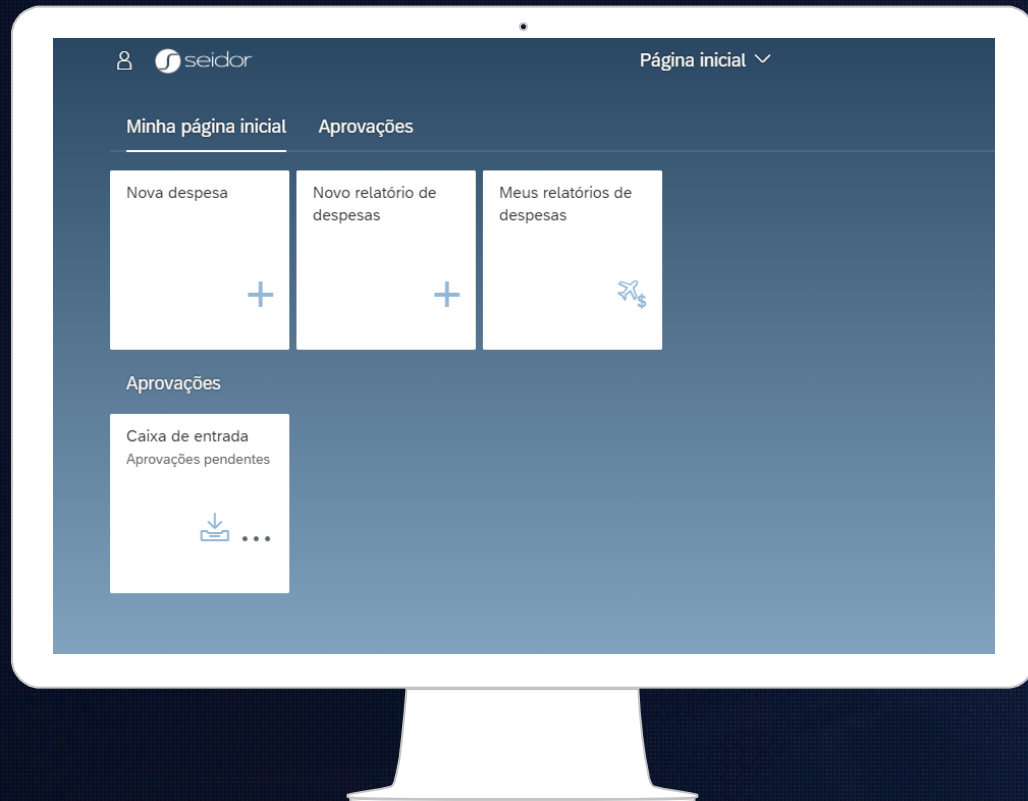 seidor
Página inicial
Minha página inicial
Aprovações
Nova despesa
Novo relatório de
despesas
Meus relatórios de
despesas
$
Aprovações
Caixa de entrada
Aprovações pendentes
...